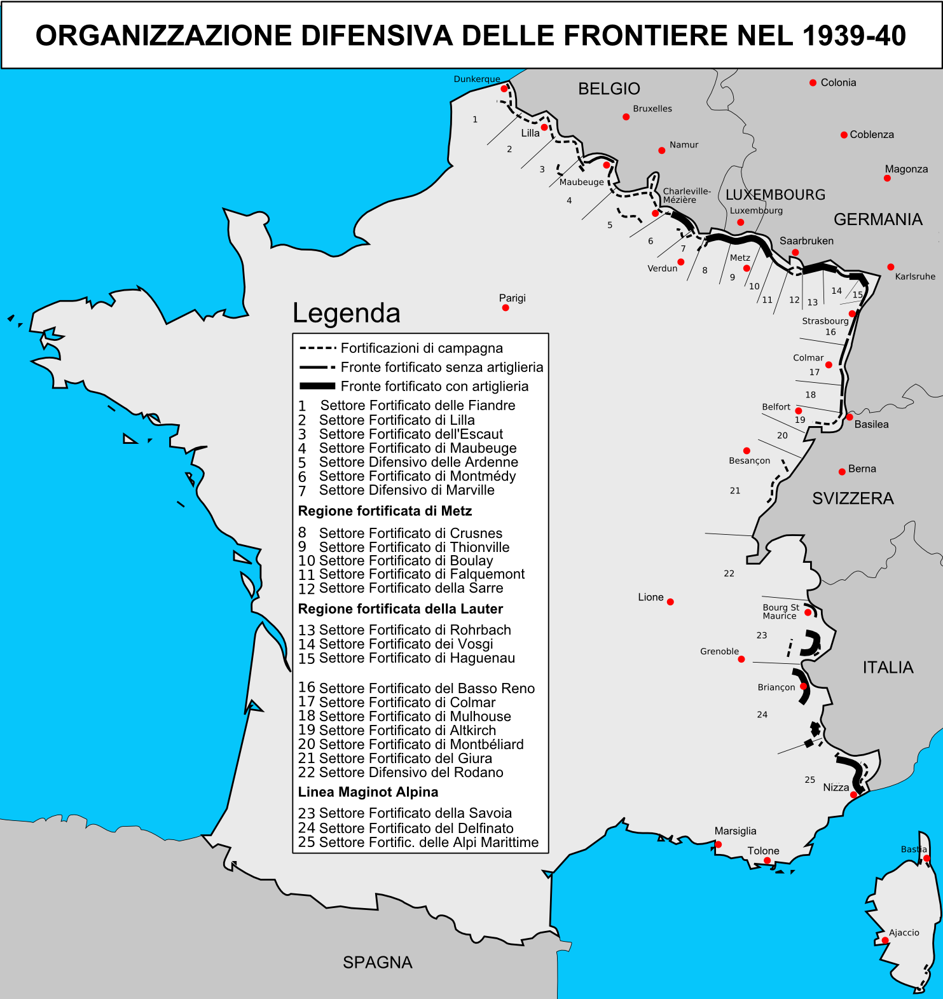 ORGANIZZAZIONE DIFENSIVA DELLE FRONTIERE NEL 1939-40
Dunkerque
BELGIO
Colonia
Bruxelles
1
Lilla
Coblenza
2
Namur
3
Magonza
Maubeuge
Charleville-
Mézière
LUXEMBOURG
4
Luxembourg
GERMANIA
5
6
Saarbruken
7
Verdun
Metz
8
9
Karlsruhe
10
11
12
13
14
15
Parigi
Strasbourg
16
Colmar
17
18
Belfort
19
Basilea
20
Besançon
Berna
21
SVIZZERA
22
Lione
Bourg St
Maurice
23
Grenoble
ITALIA
Briançon
24
25
Nizza
Marsiglia
Tolone
Bastia
Ajaccio
SPAGNA
Legenda
Fortificazioni di campagna
Fronte fortificato senza artiglieria
Fronte fortificato con artiglieria
1 Settore Fortificato delle Fiandre
2 Settore Fortificato di Lilla
3 Settore Fortificato dell'Escaut
4 Settore Fortificato di Maubeuge
5 Settore Difensivo delle Ardenne
6 Settore Fortificato di Montmédy
7 Settore Difensivo di Marville
Regione fortificata di Metz
8 Settore Fortificato di Crusnes
9 Settore Fortificato di Thionville
10 Settore Fortificato di Boulay
11 Settore Fortificato di Falquemont
12 Settore Fortificato della Sarre
Regione fortificata della Lauter
13 Settore Fortificato di Rohrbach
14 Settore Fortificato dei Vosgi
15 Settore Fortificato di Haguenau
16 Settore Fortificato del Basso Reno
17 Settore Fortificato di Colmar
18 Settore Fortificato di Mulhouse
19 Settore Fortificato di Altkirch
20 Settore Fortificato di Montbéliard
21 Settore Fortificato del Giura
22 Settore Difensivo del Rodano
Linea Maginot Alpina
23 Settore Fortificato della Savoia
24 Settore Fortificato del Delfinato
25 Settore Fortific. delle Alpi Marittime